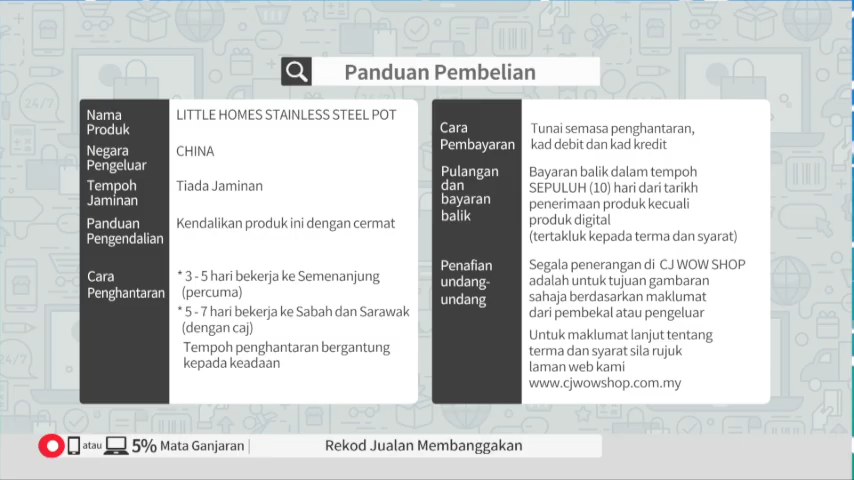 Panduan Pembelian
Nama
Produk
LITTLE HOMES STAINLESS STEEL POT
Negara
Pengeluar
CHINA
Tempoh
Jaminan
Tiada Jaminan
Panduan
Pengendalian
Kendalikan produk ini dengan cermat
Cara
Penghantaran
* 3 - 5 hari bekerja ke Semenanjung
(percuma)
* 5 - 7 hari bekerja ke Sabah dan Sarawak
(dengan caj)
Tempoh penghantaran bergantung
kepada keadaan
Cara
Pembayaran
Tunai semasa penghantaran,
kad debit dan kad kredit
Pulangan
dan
bayaran
balik
Bayaran balik dalam tempoh
SEPULUH (10) hari dari tarikh
penerimaan produk kecuali
produk digital
(tertakluk kepada terma dan syarat)
Penafian
undang-
undang
Segala penerangan di CJ WOW SHOP
adalah untuk tujuan gambaran
sahaja berdasarkan maklumat
dari pembekal atau pengeluar
Untuk maklumat lanjut tentang
terma dan syarat sila rujuk
laman web kami
www.cjwowshop.com.my
atau 5% Mata Ganjaran | Rekod Jualan Membanggakan
24/7
24/7